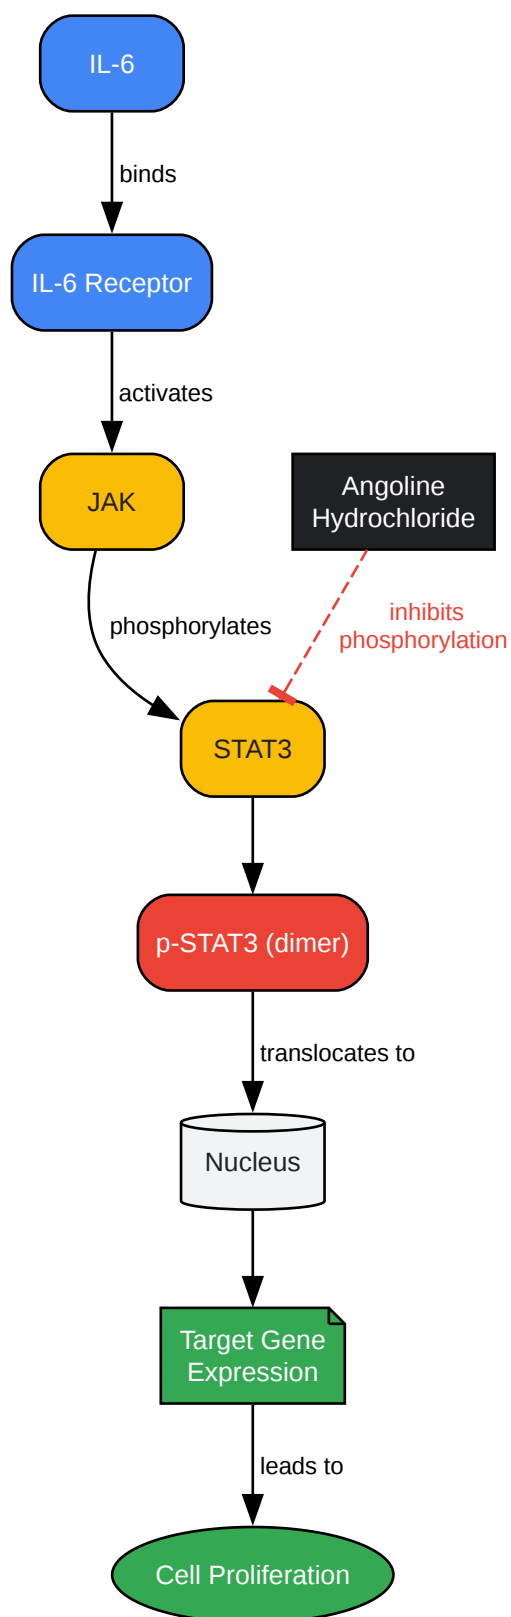 IL-6
binds
IL-6 Receptor
activates
JAK
Angoline
Hydrochloride
phosphorylates
inhibits
phosphorylation
STAT3
p-STAT3 (dimer)
translocates to
Nucleus
Target Gene
Expression
leads to
Cell Proliferation